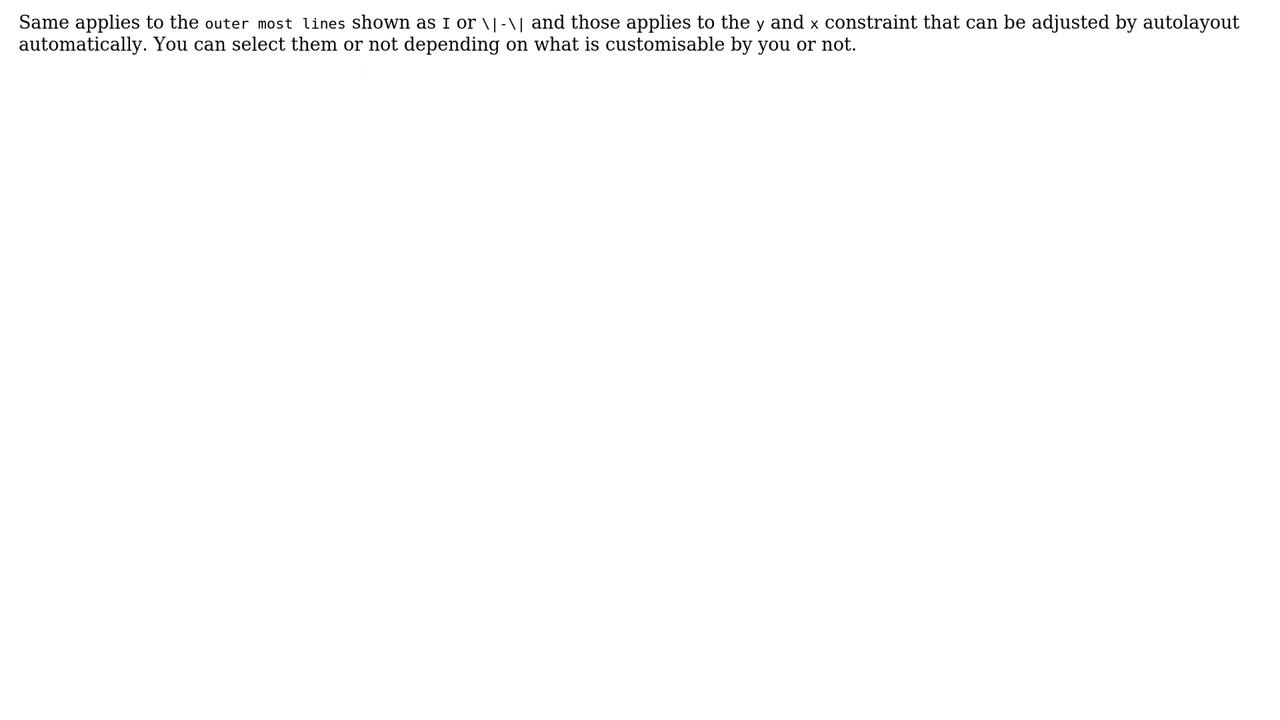 Same applies to the outer most lines shown as I or \|-\| and those applies to the y and x constraint that can be adjusted by autolayout
automatically. You can select them or not depending on what is customisable by you or not.